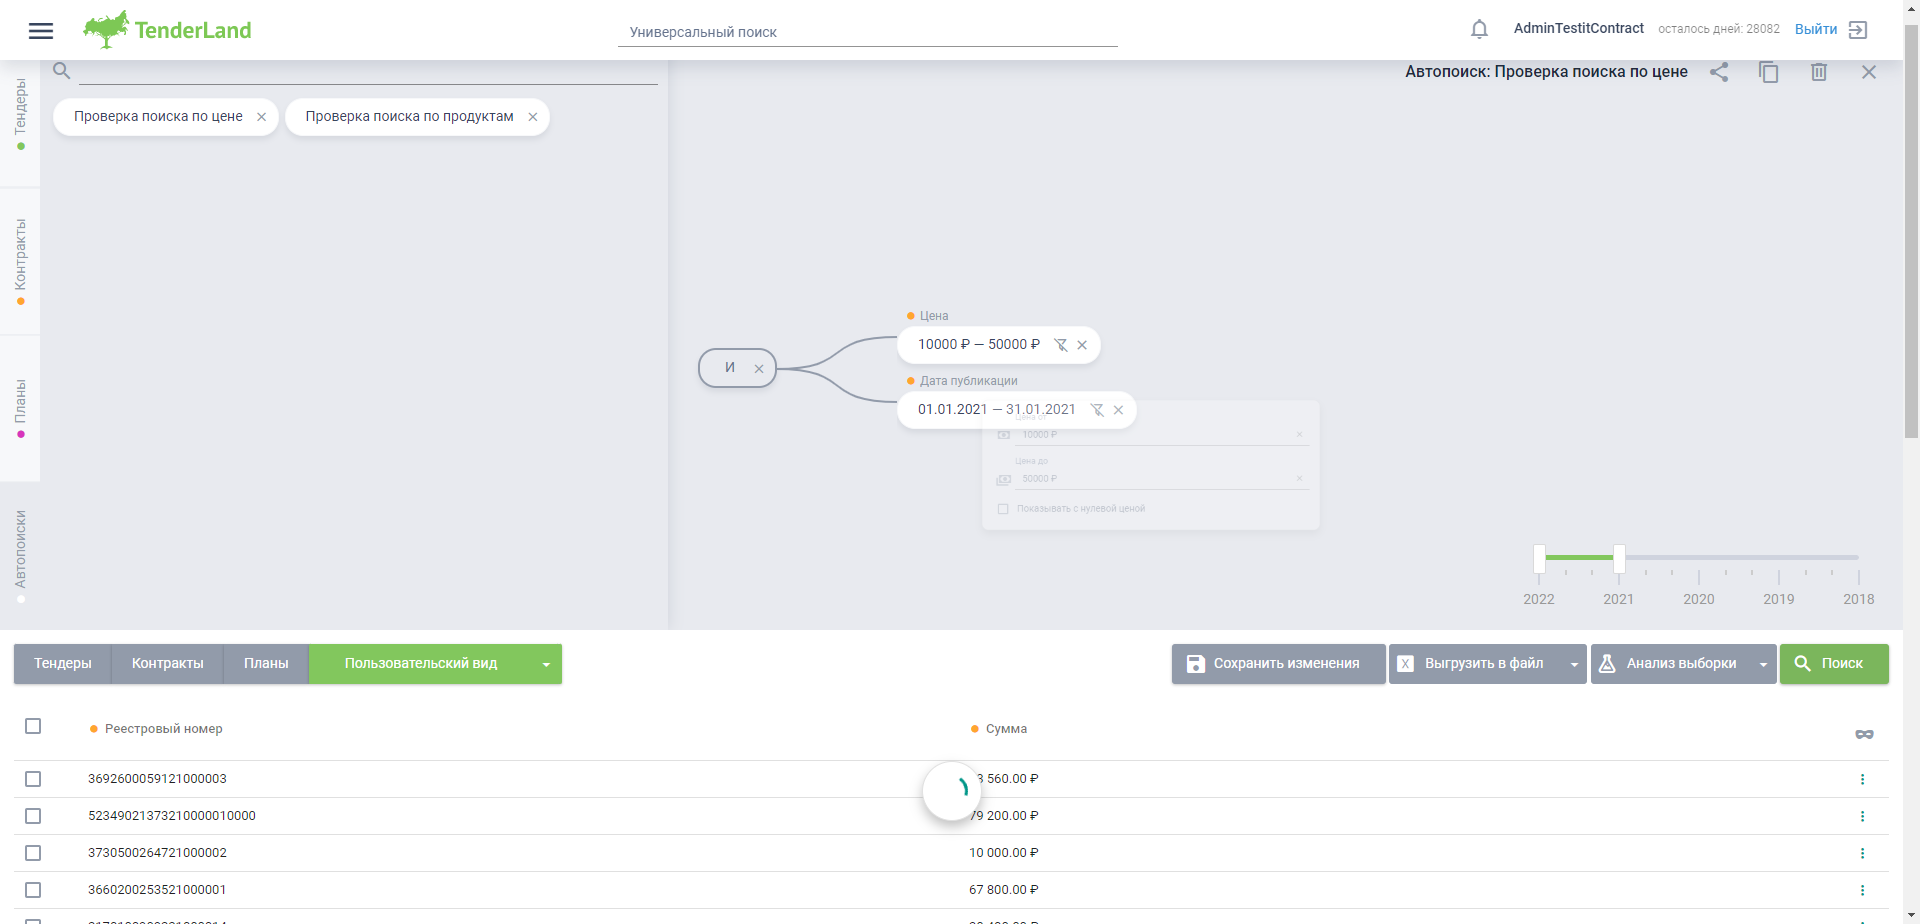 TenderLand
Универсальный поиск
AdminTestitContract
осталось дней: 28082
Выйти
Тендеры
Контракты
Планы
Автопоиски
Проверка поиска по цене
Проверка поиска по продуктам
Автопоиск: Проверка поиска по цене
И
Цена
10000 ₽ — 50000 ₽
Дата публикации
01.01.2021 — 31.01.2021
Цена от
10000 ₽
Цена до
50000 ₽
Показывать с нулевой ценой
2022 2021 2020 2019 2018
Тендеры Контракты Планы Пользовательский вид
Сохранить изменения X Выгрузить в файл Анализ выборки Поиск
Реестровый номер Сумма
3692600059121000003 3 560.00 ₽
52349021373210000010000 79 200.00 ₽
3730500264721000002 10 000.00 ₽
3660200253521000001 67 800.00 ₽